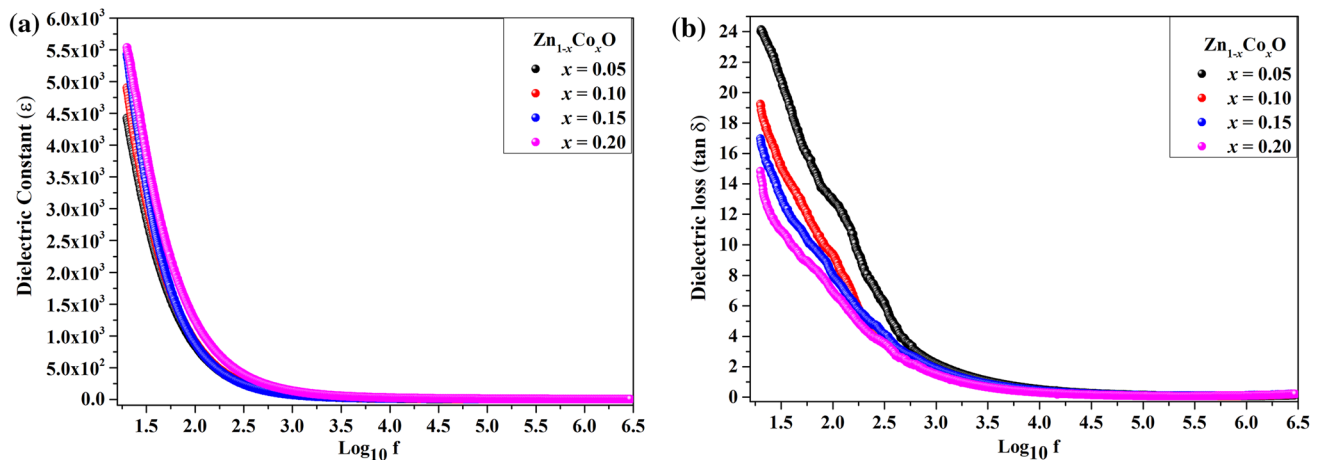 (a)
Dielectric Constant (ε)
6.0x10³
5.5x10³
5.0x10³
4.5x10³
4.0x10³
3.5x10³
3.0x10³
2.5x10³
2.0x10³
1.5x10³
1.0x10³
5.0x10²
0.0
Zn₁₋ₓCoₓO
x = 0.05
x = 0.10
x = 0.15
x = 0.20
1.5 2.0 2.5 3.0 3.5 4.0 4.5 5.0 5.5 6.0 6.5
Log₁₀ f
(b)
Dielectric loss (tan δ)
24
22
20
18
16
14
12
10
8
6
4
2
0
Zn₁₋ₓCoₓO
x = 0.05
x = 0.10
x = 0.15
x = 0.20
1.5 2.0 2.5 3.0 3.5 4.0 4.5 5.0 5.5 6.0 6.5
Log₁₀ f